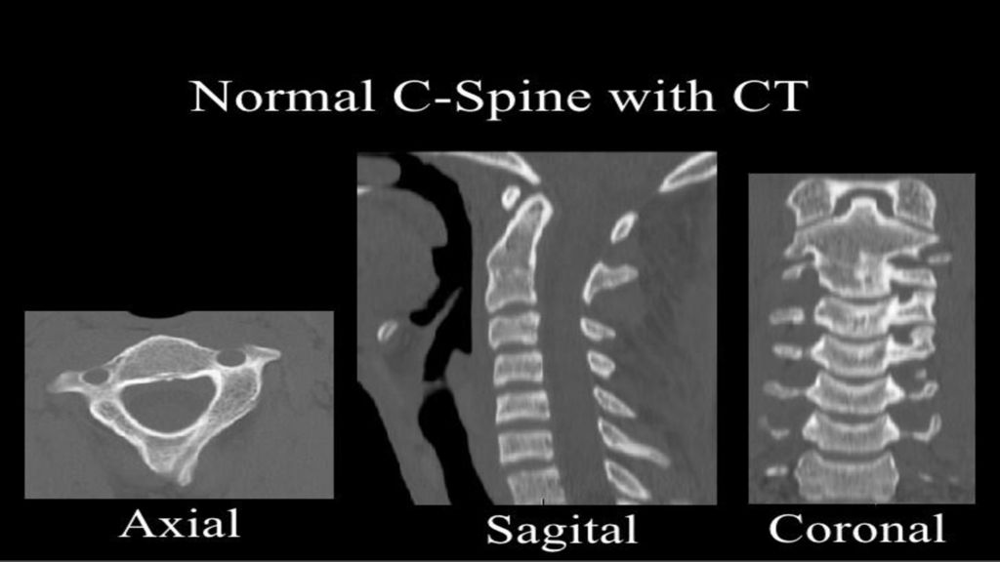 Normal C-Spine with CT
Axial
Sagital
Coronal